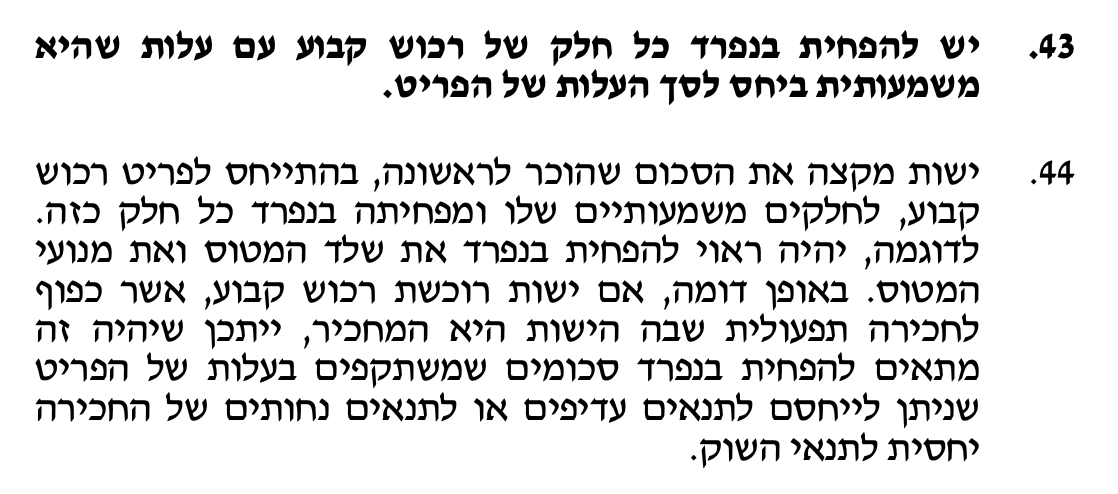 43. יש להפחית בנפרד כל חלק של רכוש קבוע עם עלות שהיא
משמעותית ביחס לסך העלות של הפריט.
44. ישות מקצה את הסכום שהוכר לראשונה, בהתייחס לפריט רכוש
קבוע, לחלקים משמעותיים שלו ומפחיתה בנפרד כל חלק כזה.
לדוגמה, יהיה ראוי להפחית בנפרד את שלד המטוס ואת מנועי
המטוס. באופן דומה, אם ישות רוכשת רכוש קבוע, אשר כפוף
לחכירה תפעולית שבה הישות היא המחכיר, ייתכן שיהיה זה
מתאים להפחית בנפרד סכומים שמשתקפים בעלות של הפריט
שניתן לייחסם לתנאים עדיפים או לתנאים נחותים של החכירה
יחסית לתנאי השוק.